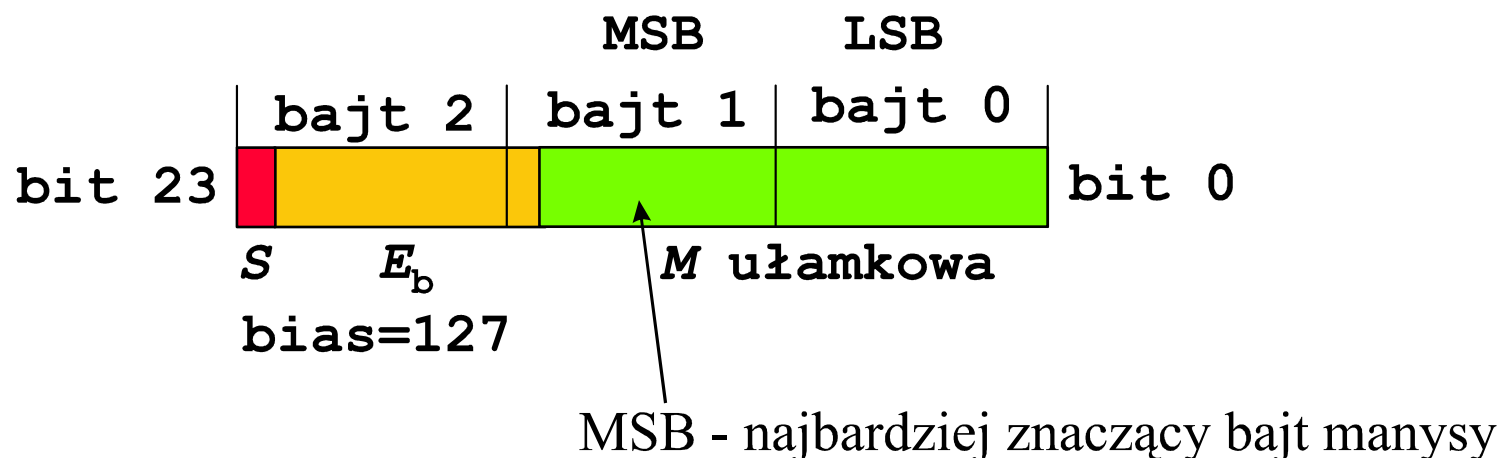 MSB LSB
bajt 2 bajt 1 bajt 0
bit 23 bit 0
S Eb M ułamkowa
bias=127
MSB - najbardziej znaczący bajt manysy